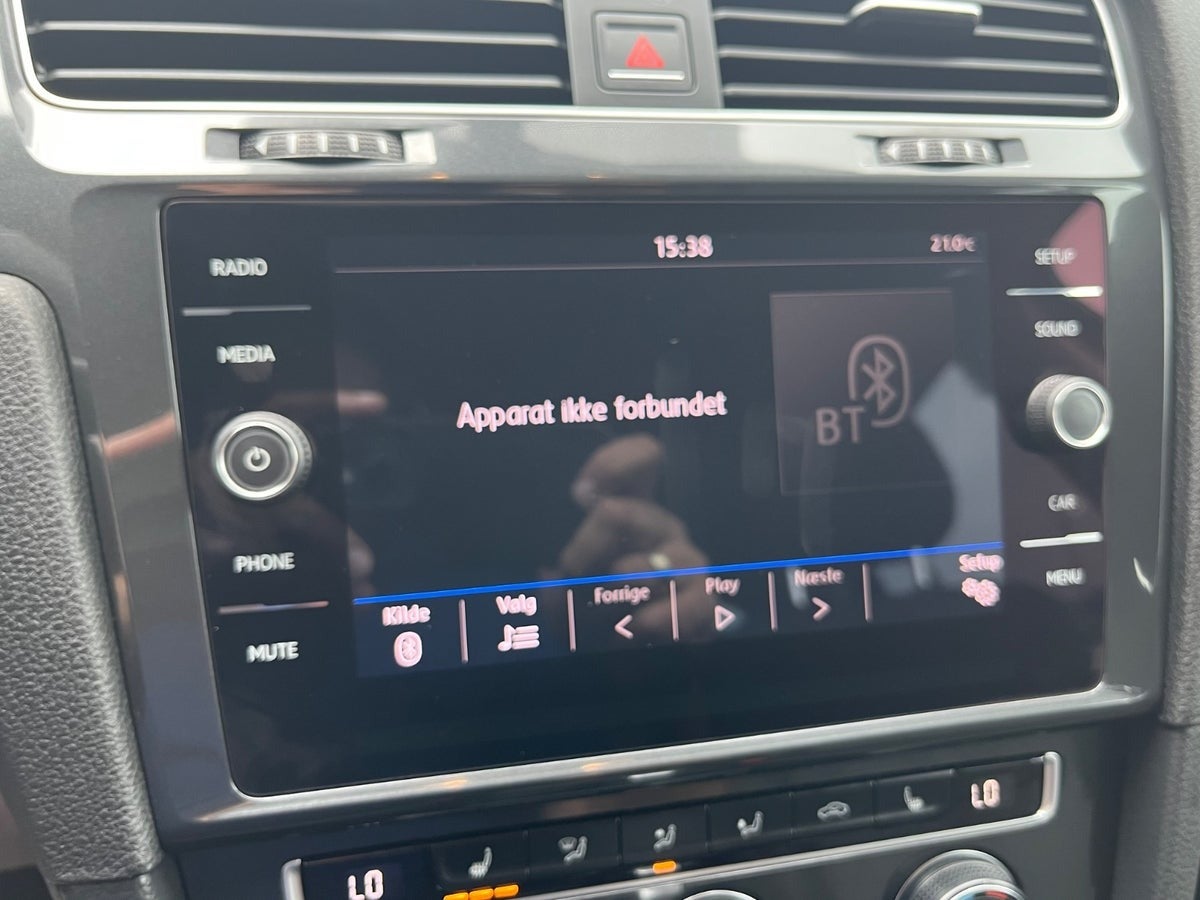 15:38
21.0°C
RADIO
MEDIA
PHONE
MUTE
Apparat ikke forbundet
BT
SETUP
SOUND
CAR
MENU
Kilde
Valg
Forrige
Play
Næste
Setup
LO
LO